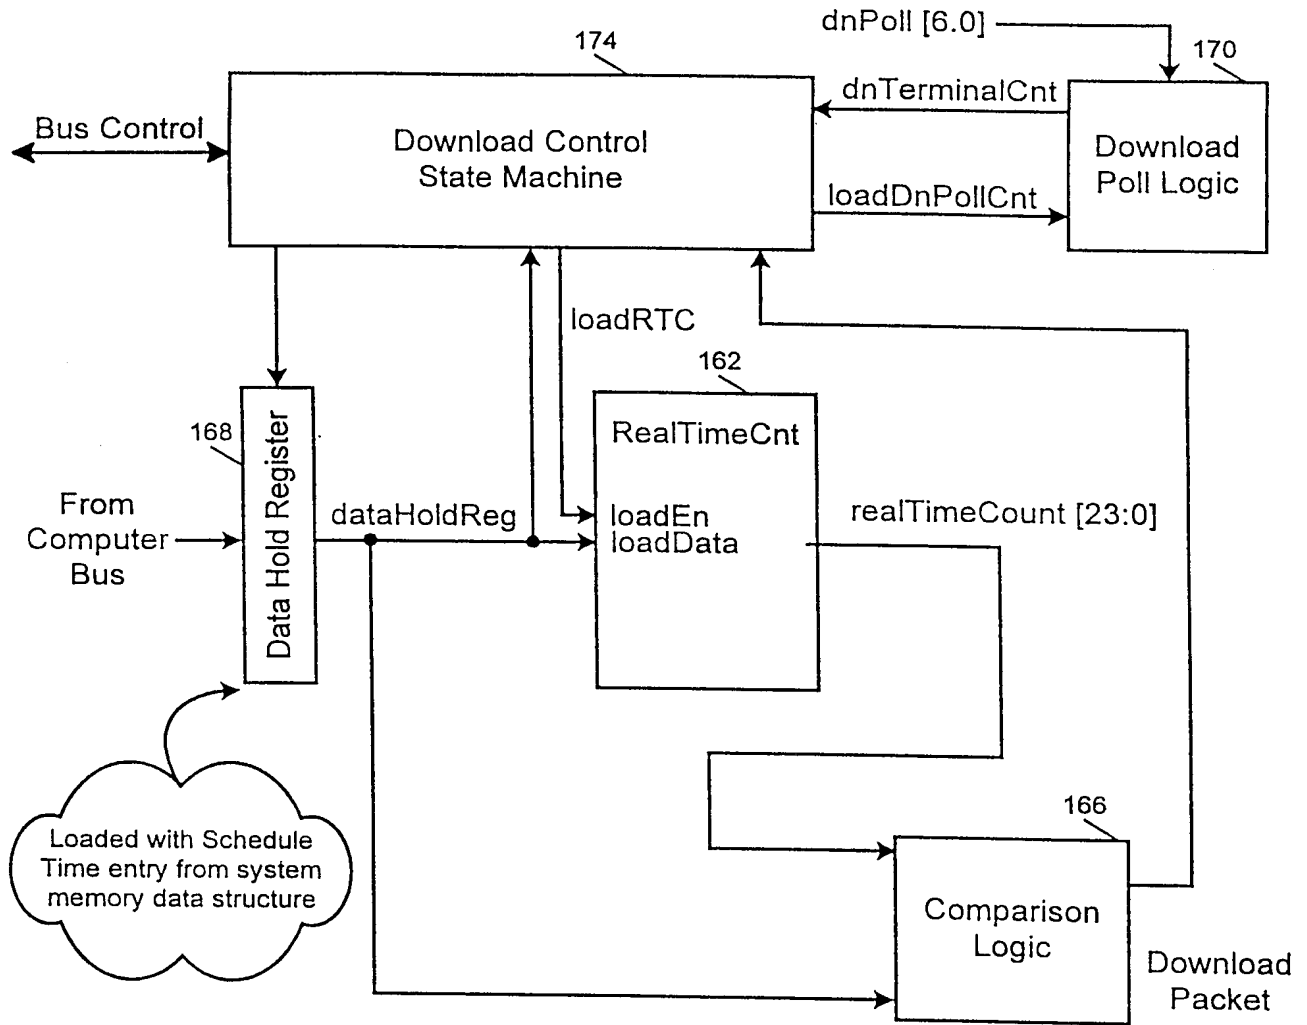 dnPoll [6.0]
174
170
dnTerminalCnt
Bus Control
Download Control
State Machine
Download
Poll Logic
loadDnPollCnt
loadRTC
162
168
Data Hold Register
RealTimeCnt
From
Computer
Bus
dataHoldReg
loadEn
loadData
realTimeCount [23:0]
166
Loaded with Schedule
Time entry from system
memory data structure
Comparison
Logic
Download
Packet